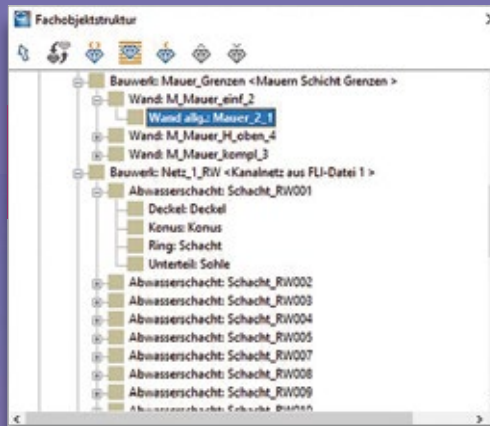 Fachobjektstruktur
Bauwerk: Mauer_Grenzen <Mauern Schicht Grenzen >
Wand: M_Mauer_einf_2
Wand allg.: Mauer_2_1
Wand: M_Mauer_H_oben_4
Wand: M_Mauer_kompl_3
Bauwerk: Netz_1_RW <Kanalnetz aus FLI-Datei 1 >
Abwasserschacht: Schacht_RW001
Deckel: Deckel
Konus: Konus
Ring: Schacht
Unterteil: Sohle
Abwasserschacht: Schacht_RW002
Abwasserschacht: Schacht_RW003
Abwasserschacht: Schacht_RW004
Abwasserschacht: Schacht_RW005
Abwasserschacht: Schacht_RW007
Abwasserschacht: Schacht_RW008
Abwasserschacht: Schacht_RW009
Abwasserschacht: Schacht_RW010